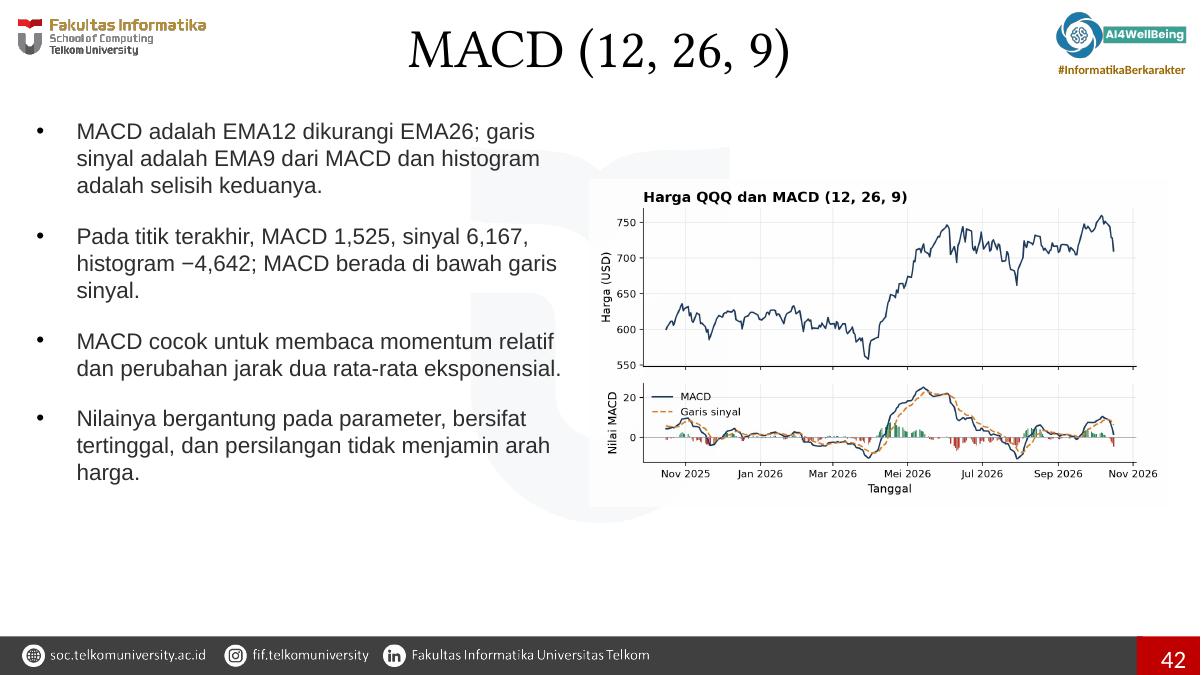 Fakultas Informatika
School of Computing
Telkom University
MACD (12, 26, 9)
AI4WellBeing
#InformatikaBerkarakter
• MACD adalah EMA12 dikurangi EMA26; garis
sinyal adalah EMA9 dari MACD dan histogram
adalah selisih keduanya.
• Pada titik terakhir, MACD 1,525, sinyal 6,167,
histogram −4,642; MACD berada di bawah garis
sinyal.
• MACD cocok untuk membaca momentum relatif
dan perubahan jarak dua rata-rata eksponensial.
• Nilainya bergantung pada parameter, bersifat
tertinggal, dan persilangan tidak menjamin arah
harga.
Harga QQQ dan MACD (12, 26, 9)
Harga (USD)
750
700
650
600
550
Nilai MACD
20
0
MACD
Garis sinyal
Nov 2025 Jan 2026 Mar 2026 Mei 2026 Jul 2026 Sep 2026 Nov 2026
Tanggal
soc.telkomuniversity.ac.id fif.telkomuniversity Fakultas Informatika Universitas Telkom
42